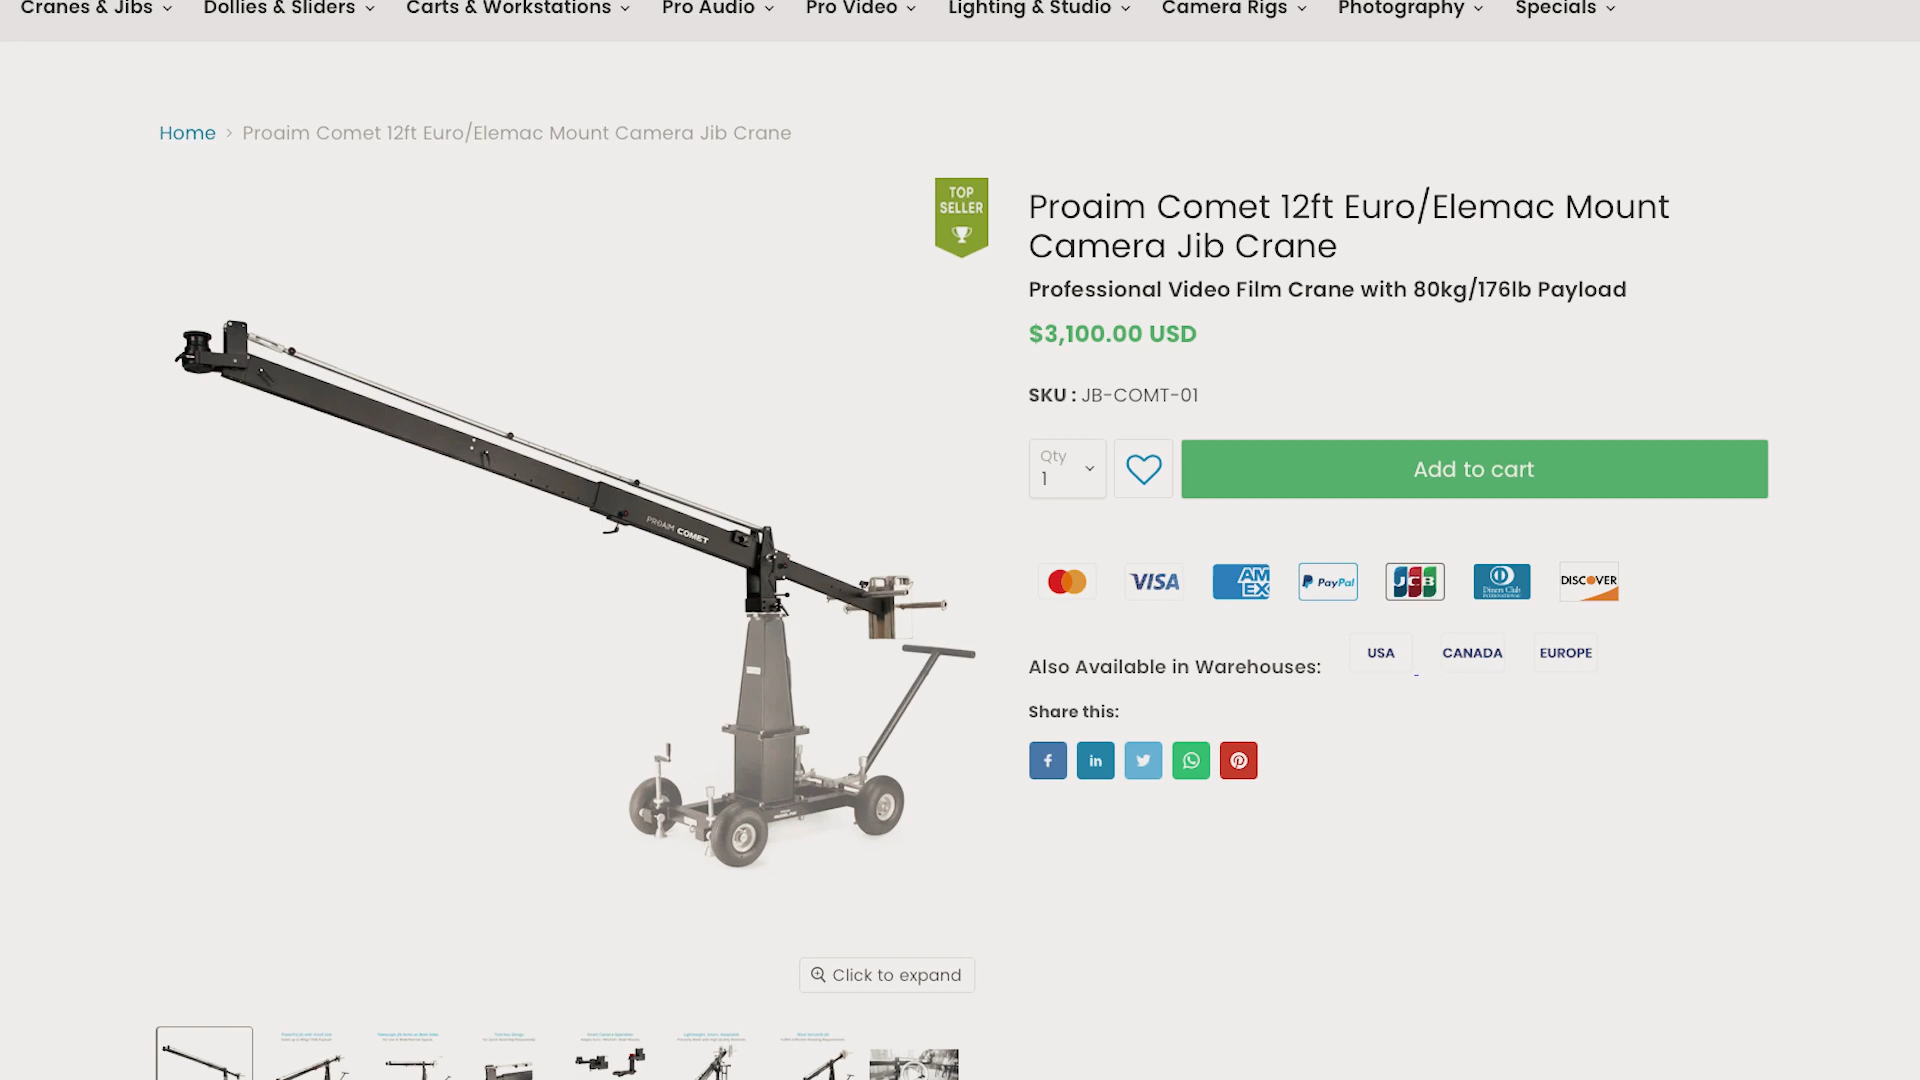 Cranes & Jibs
Dollies & Sliders
Carts & Workstations
Pro Audio
Pro Video
Lighting & Studio
Camera Rigs
Photography
Specials
Home > Proaim Comet 12ft Euro/Elemac Mount Camera Jib Crane
TOP
SELLER
Proaim Comet 12ft Euro/Elemac Mount
Camera Jib Crane
Professional Video Film Crane with 80kg/176lb Payload
$3,100.00 USD
SKU : JB-COMT-01
Qty
1
Add to cart
PROAIM COMET
VISA
AM
EX
PayPal
JCB
Diners Club
INTERNATIONAL
DISCOVER
Also Available in Warehouses:
USA
CANADA
EUROPE
Share this:
Click to expand